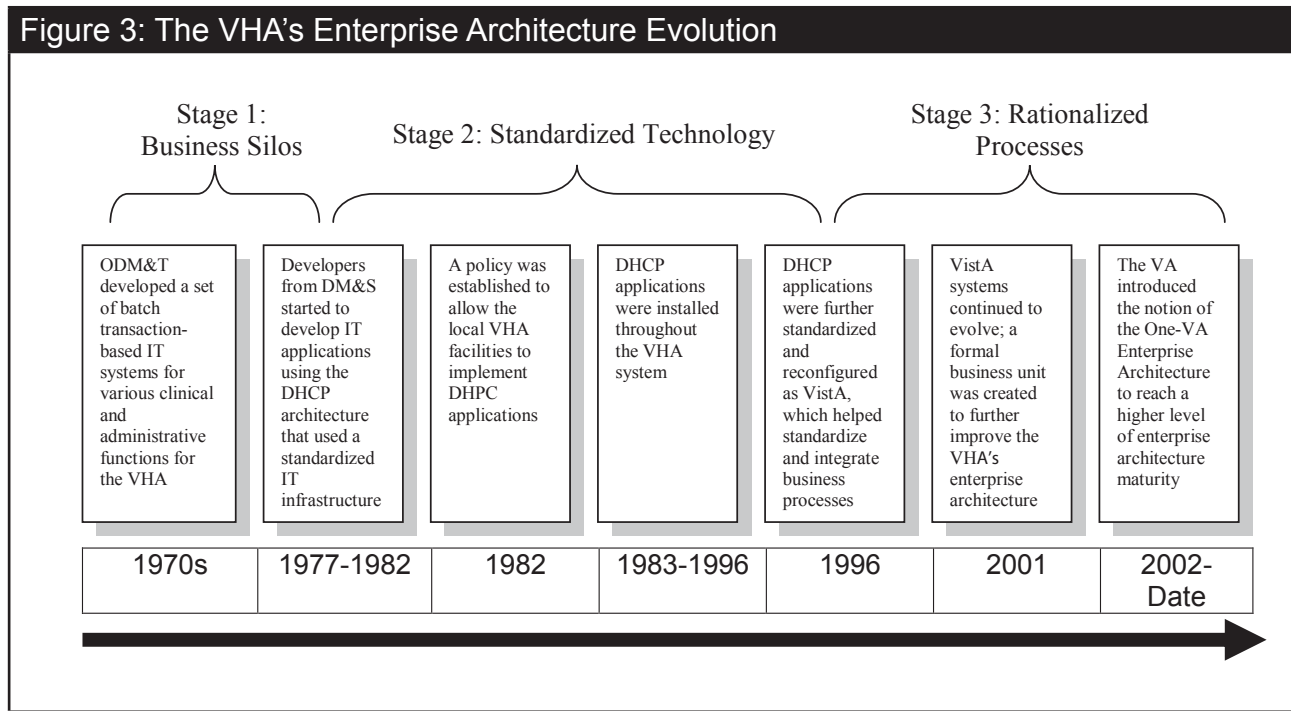 Figure 3: The VHA's Enterprise Architecture Evolution
Stage 1:
Business Silos
Stage 2: Standardized Technology
Stage 3: Rationalized
Processes
ODM&T
developed a set
of batch
transaction-
based IT
systems for
various clinical
and
administrative
functions for
the VHA
Developers
from DM&S
started to
develop IT
applications
using the
DHCP
architecture
that used a
standardized
IT
infrastructure
A policy was
established to
allow the
local VHA
facilities to
implement
DHPC
applications
DHCP
applications
were installed
throughout
the VHA
system
DHCP
applications
were further
standardized
and
reconfigured
as VistA,
which helped
standardize
and integrate
business
processes
VistA
systems
continued to
evolve; a
formal
business unit
was created
to further
improve the
VHA's
enterprise
architecture
The VA
introduced
the notion of
the One-VA
Enterprise
Architecture
to reach a
higher level
of enterprise
architecture
maturity
1970s
1977-1982
1982
1983-1996
1996
2001
2002-
Date